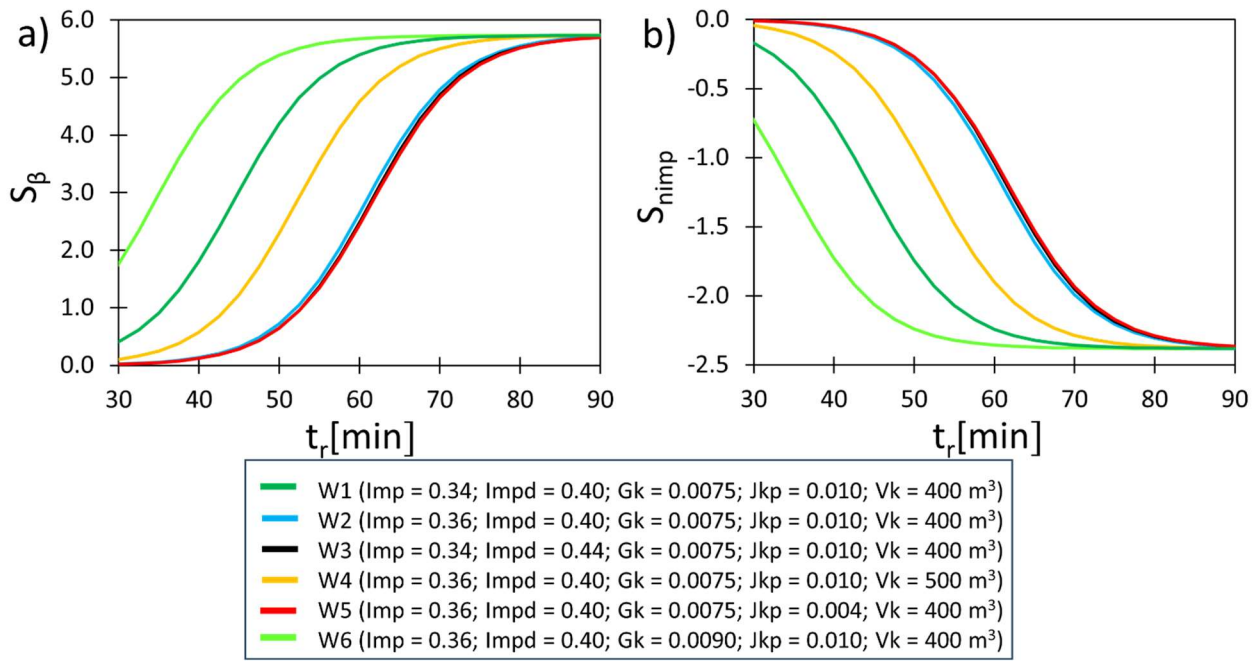 a)
6.0
5.0
4.0
3.0
2.0
1.0
0.0
Sβ
30 40 50 60 70 80 90
tr[min]
b)
0.0
-0.5
-1.0
-1.5
-2.0
-2.5
Snimp
30 40 50 60 70 80 90
tr[min]
W1 (Imp = 0.34; Impd = 0.40; Gk = 0.0075; Jkp = 0.010; Vk = 400 m³)
W2 (Imp = 0.36; Impd = 0.40; Gk = 0.0075; Jkp = 0.010; Vk = 400 m³)
W3 (Imp = 0.34; Impd = 0.44; Gk = 0.0075; Jkp = 0.010; Vk = 400 m³)
W4 (Imp = 0.36; Impd = 0.40; Gk = 0.0075; Jkp = 0.010; Vk = 500 m³)
W5 (Imp = 0.36; Impd = 0.40; Gk = 0.0075; Jkp = 0.004; Vk = 400 m³)
W6 (Imp = 0.36; Impd = 0.40; Gk = 0.0090; Jkp = 0.010; Vk = 400 m³)